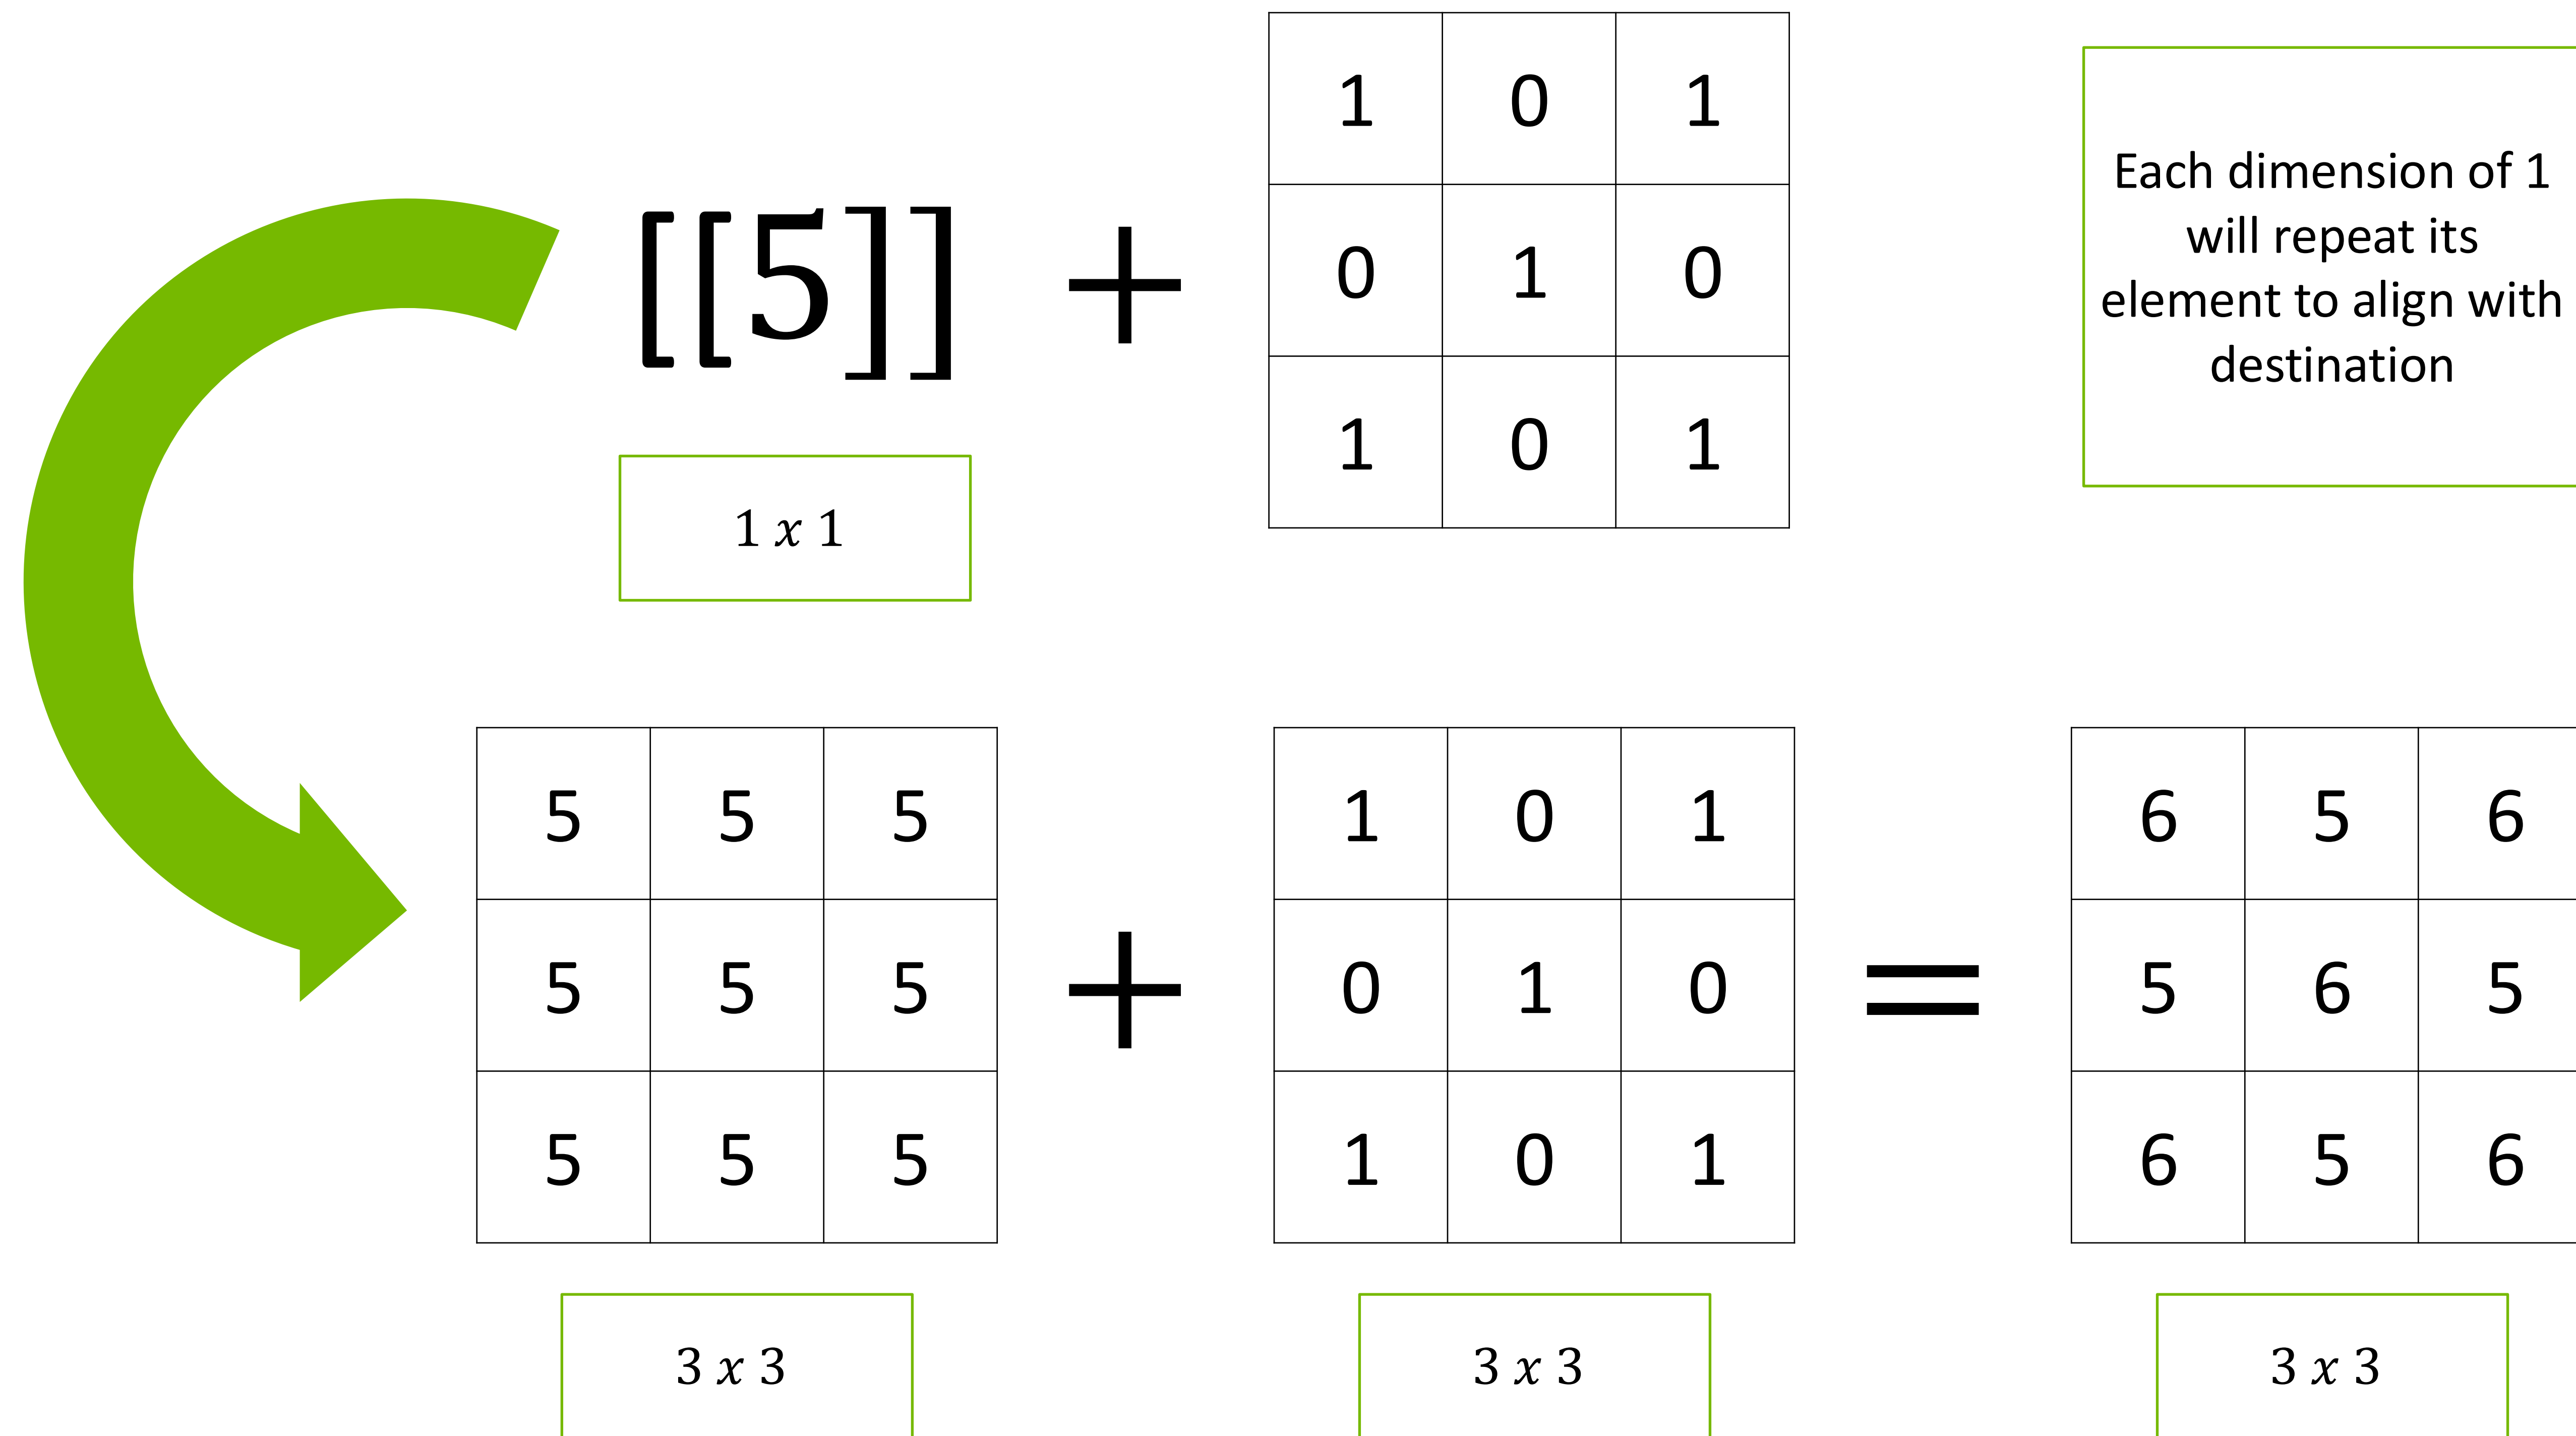 [[5]] +
1 0 1
0 1 0
1 0 1
Each dimension of 1
will repeat its
element to align with
destination
1 x 1
5 5 5 + 1 0 1 = 6 5 6
5 5 5 0 1 0 5 6 5
5 5 5 1 0 1 6 5 6
3 x 3
3 x 3
3 x 3